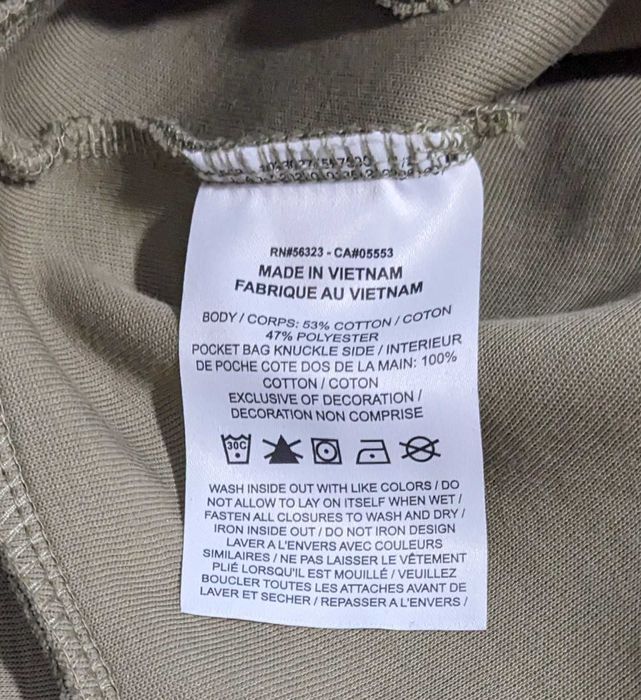 RN#56323 - CA#05553
MADE IN VIETNAM
FABRIQUE AU VIETNAM
BODY / CORPS: 53% COTTON / COTON
47% POLYESTER
POCKET BAG KNUCKLE SIDE / INTERIEUR
DE POCHE COTE DOS DE LA MAIN: 100%
COTTON / COTON
EXCLUSIVE OF DECORATION /
DECORATION NON COMPRISE
30C
WASH INSIDE OUT WITH LIKE COLORS / DO
NOT ALLOW TO LAY ON ITSELF WHEN WET /
FASTEN ALL CLOSURES TO WASH AND DRY /
IRON INSIDE OUT / DO NOT IRON DESIGN
LAVER A L'ENVERS AVEC COULEURS
SIMILAIRES / NE PAS LAISSER LE VÊTEMENT
PLIÉ LORSQU'IL EST MOUILLÉ / VEUILLEZ
BOUCLER TOUTES LES ATTACHES AVANT DE
LAVER ET SECHER / REPASSER A L'ENVERS /